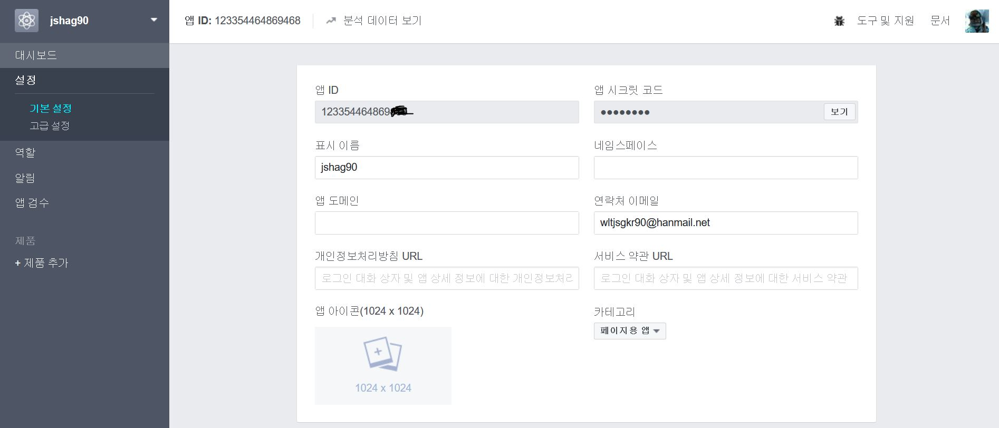 jshag90
앱 ID: 123354464869468
분석 데이터 보기
도구 및 지원
문서
대시보드
설정
기본 설정
고급 설정
역할
알림
앱 검수
제품
+ 제품 추가
앱 ID
앱 시크릿 코드
123354464869
●●●●●●●●
보기
표시 이름
네임스페이스
jshag90
앱 도메인
연락처 이메일
wltjsgkr90@hanmail.net
개인정보처리방침 URL
서비스 약관 URL
로그인 대화 상자 및 앱 상세 정보에 대한 개인정보처리
로그인 대화 상자 및 앱 상세 정보에 대한 서비스 약관
앱 아이콘(1024 x 1024)
카테고리
페이지용 앱
1024 x 1024